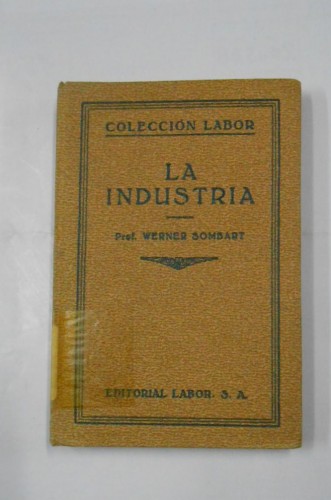 COLECCIÓN LABOR
LA
INDUSTRIA
Prof. WERNER SOMBART
EDITORIAL LABOR. S. A.